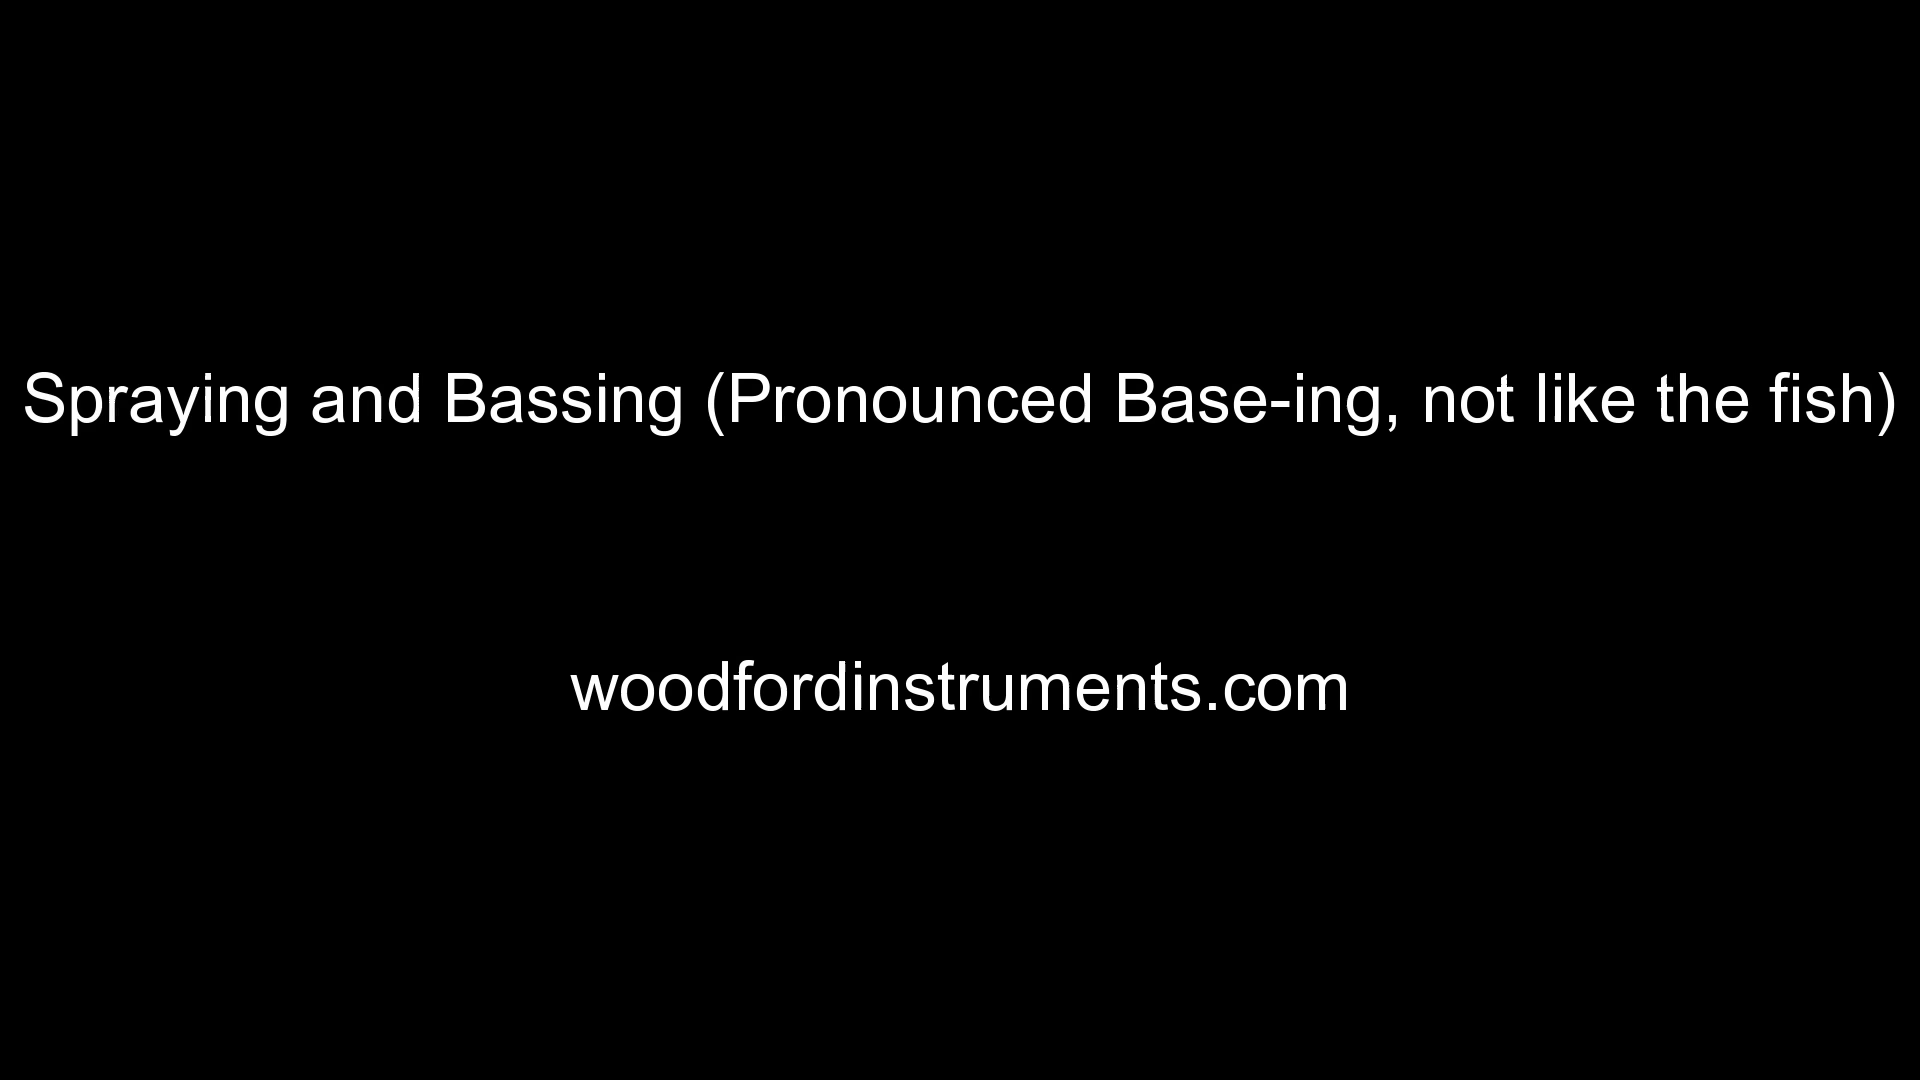 Spraying and Bassing (Pronounced Base-ing, not like the fish)
woodfordinstruments.com